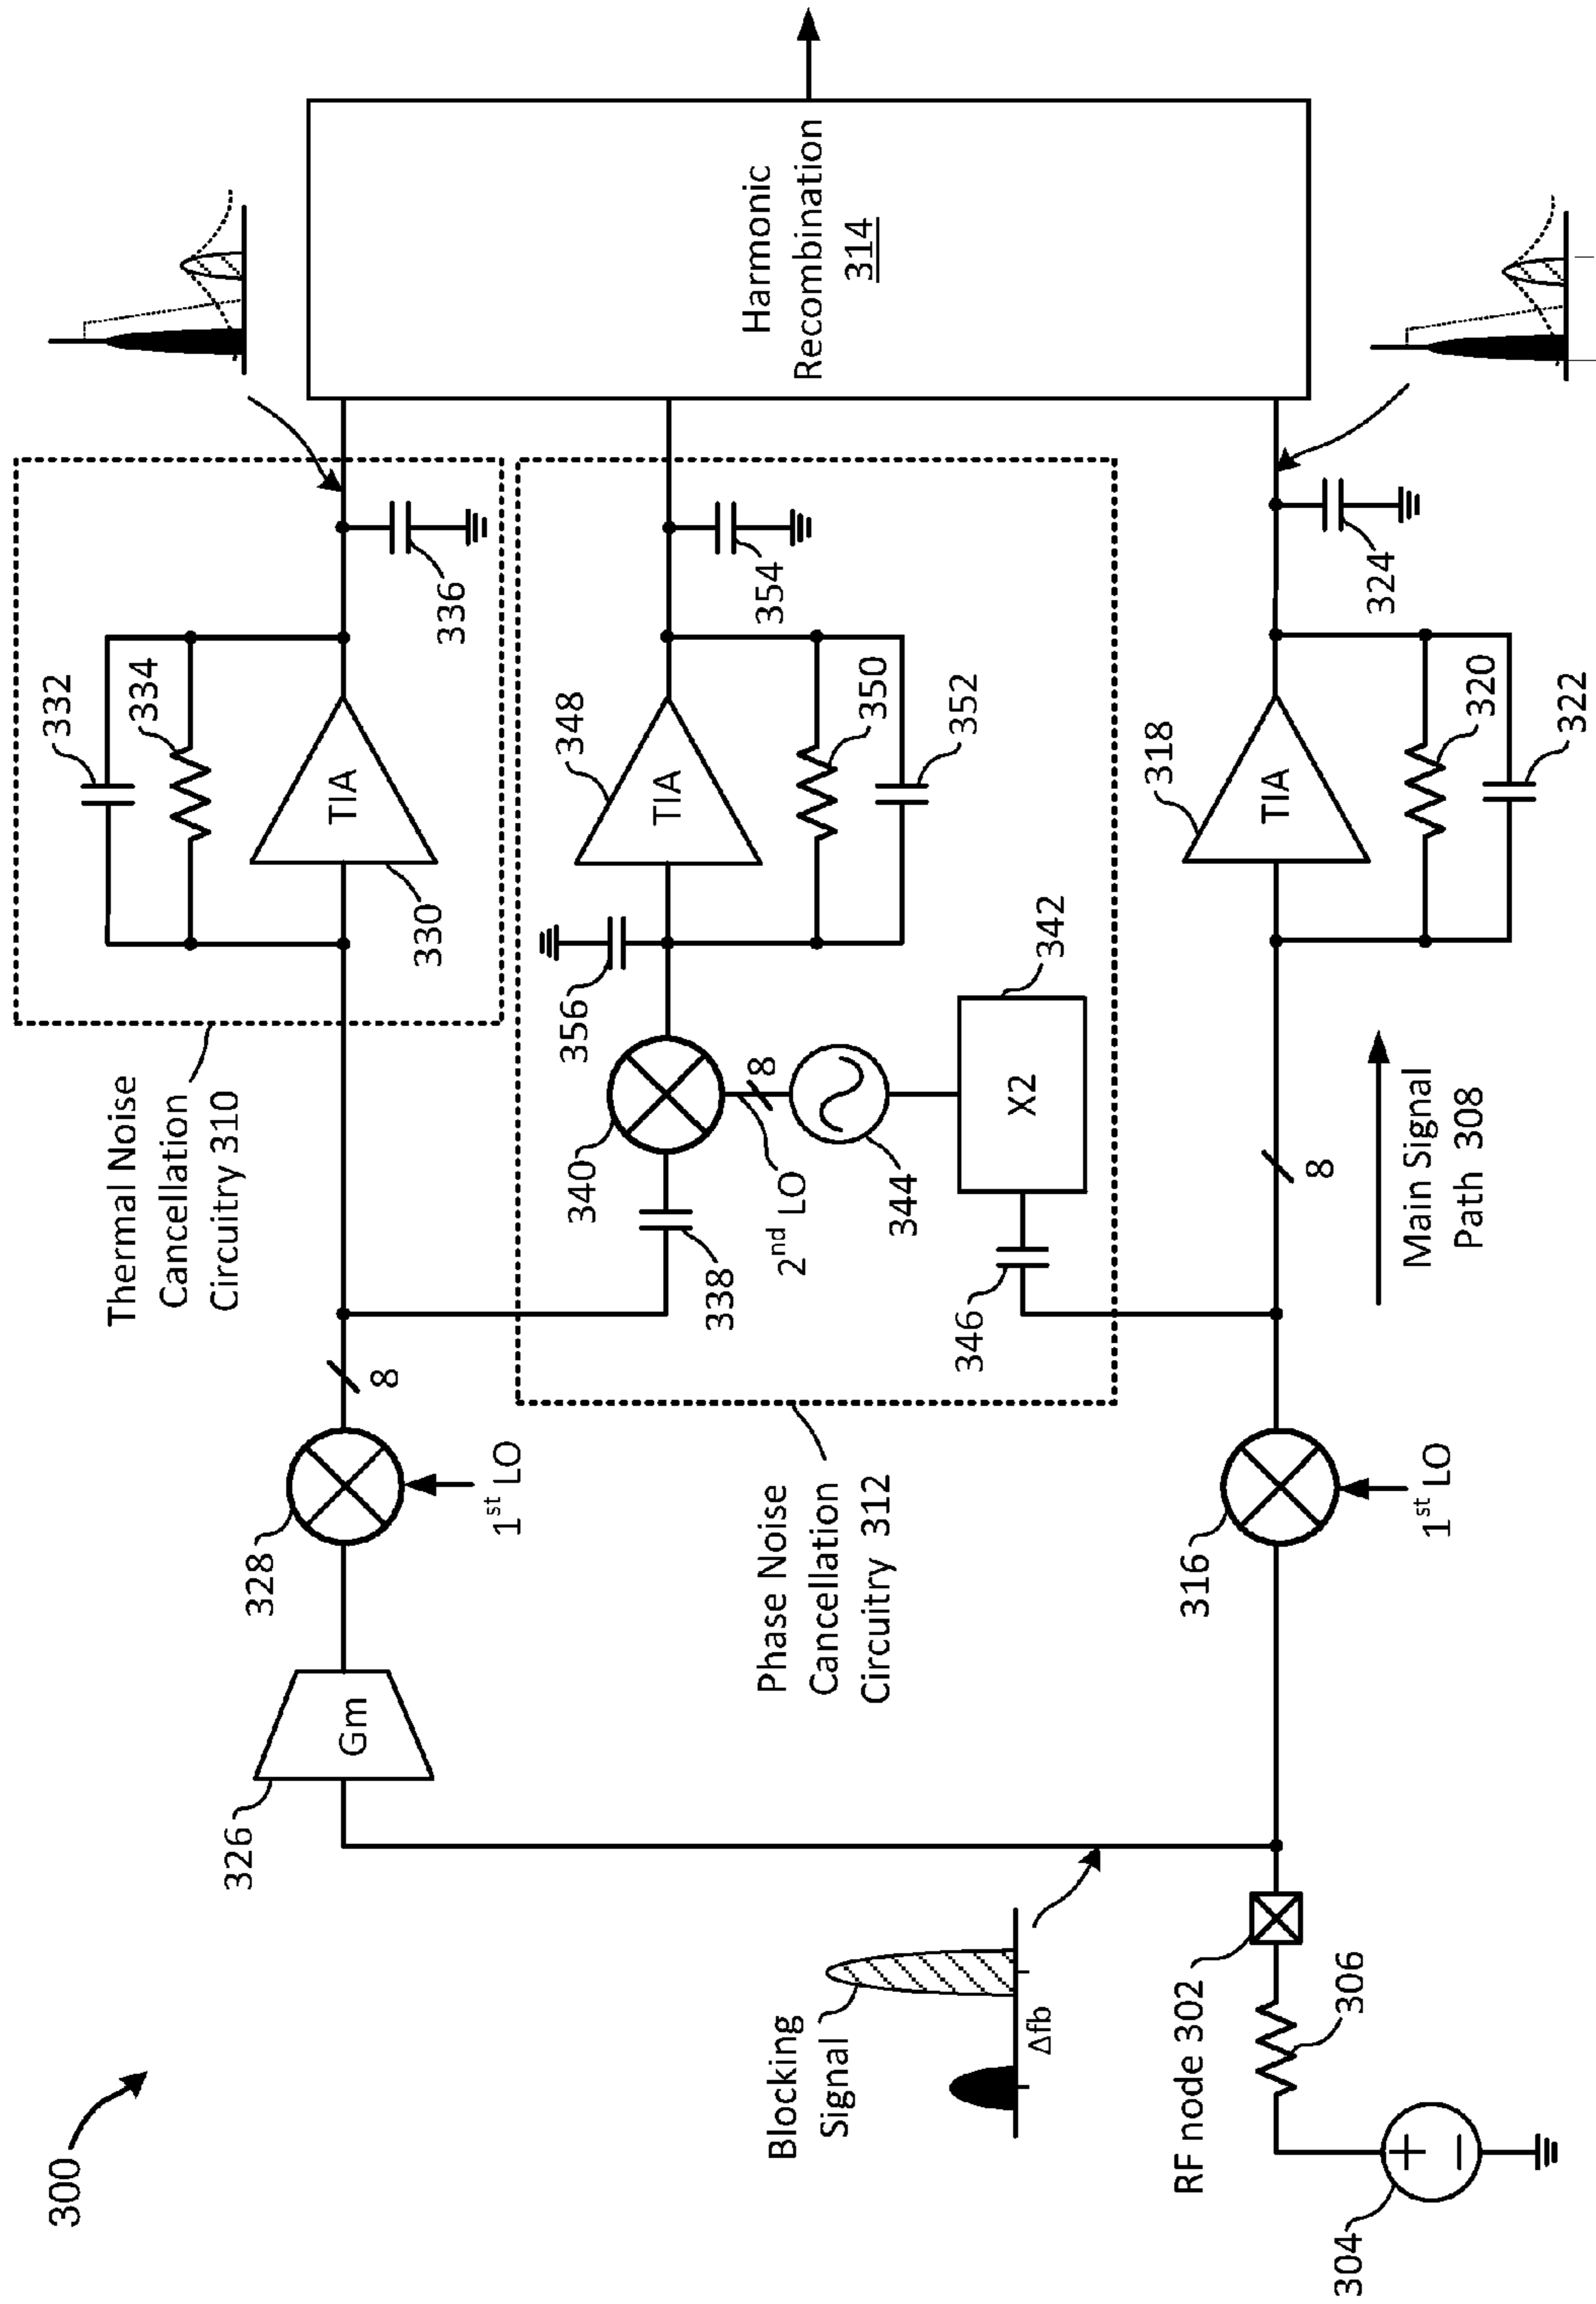 300
Thermal Noise
Cancellation
Circuitry 310
332
334
TIA
330
336
326
Gm
328
1st LO
8
Harmonic
Recombination
314
Phase Noise
Cancellation
Circuitry 312
338
340
2nd LO
8
344
356
348
TIA
350
352
354
346
X2
342
Blocking
Signal
Δfb
RF node 302
304
306
316
1st LO
8
Main Signal
Path 308
318
TIA
320
322
324